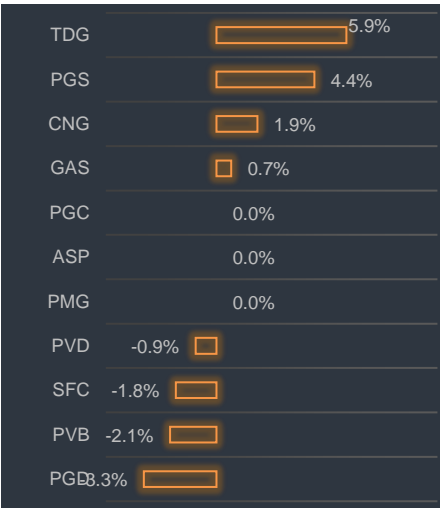 TDG 5.9%
PGS 4.4%
CNG 1.9%
GAS 0.7%
PGC 0.0%
ASP 0.0%
PMG 0.0%
PVD -0.9%
SFC -1.8%
PVB -2.1%
PGD -3.3%